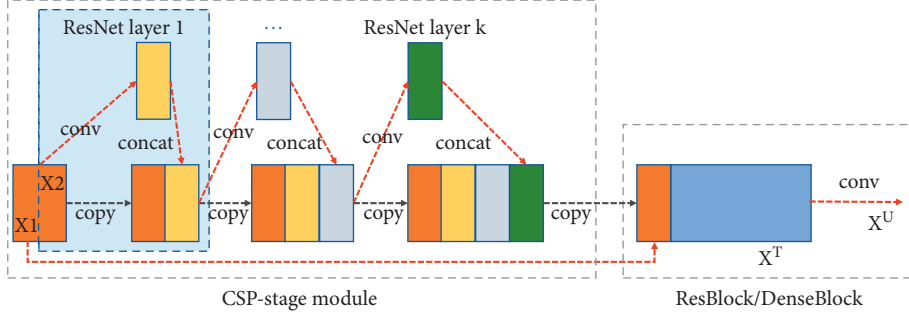 ResNet layer 1
...
ResNet layer k
conv
concat
conv
concat
conv
concat
X2
X1
copy
copy
copy
copy
conv
X^U
X^T
CSP-stage module
ResBlock/DenseBlock